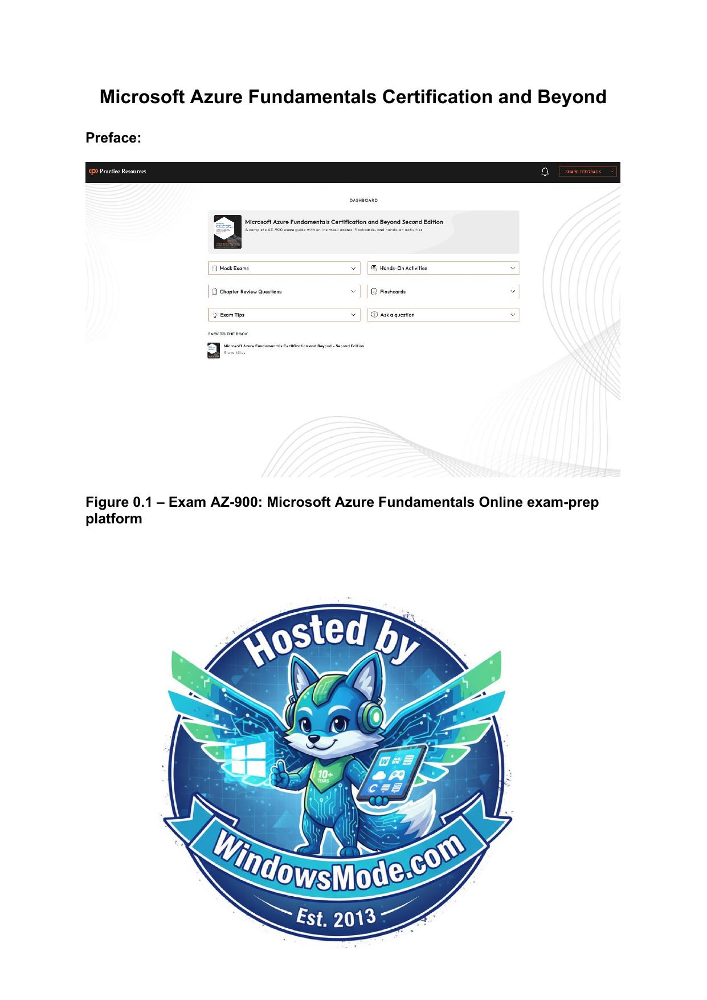 Microsoft Azure Fundamentals Certification and Beyond
Preface:
Practice Resources
SHARE FEEDBACK
DASHBOARD
Microsoft Azure Fundamentals Certification and Beyond Second Edition
A complete AZ-900 exam guide with online mock exams, flashcards, and hands-on activities
Mock Exams
Hands-On Activities
Chapter Review Questions
Flashcards
Exam Tips
Ask a question
BACK TO THE BOOK
Microsoft Azure Fundamentals Certification and Beyond - Second Edition
Steve Miles
Figure 0.1 – Exam AZ-900: Microsoft Azure Fundamentals Online exam-prep
platform
Hosted by
10+
YEARS
W
WindowsMode.com
Est. 2013